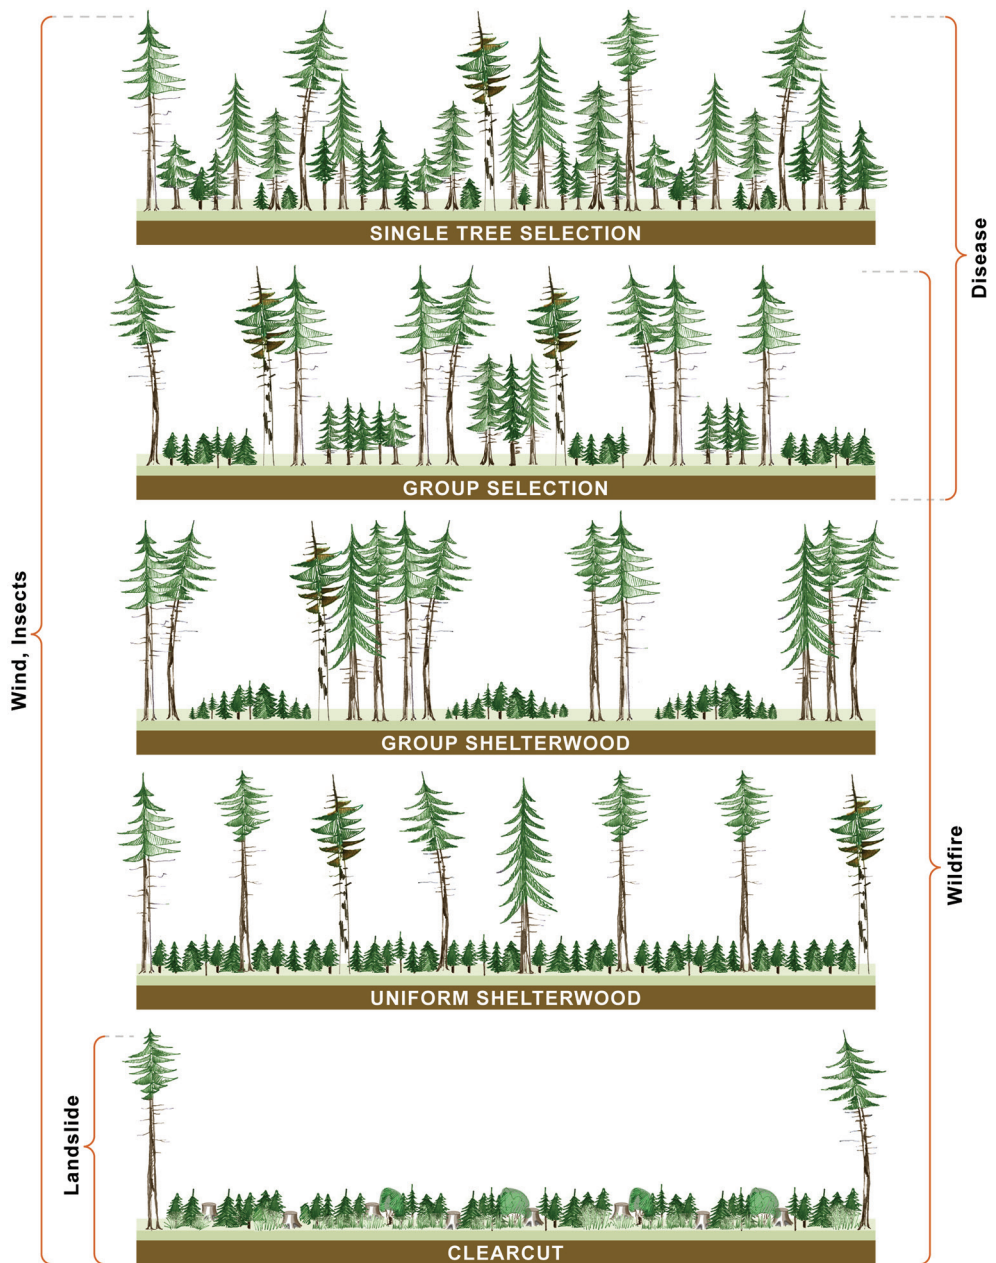 SINGLE TREE SELECTION
Disease
GROUP SELECTION
Wind, Insects
GROUP SHELTERWOOD
Wildfire
UNIFORM SHELTERWOOD
Landslide
CLEARCUT